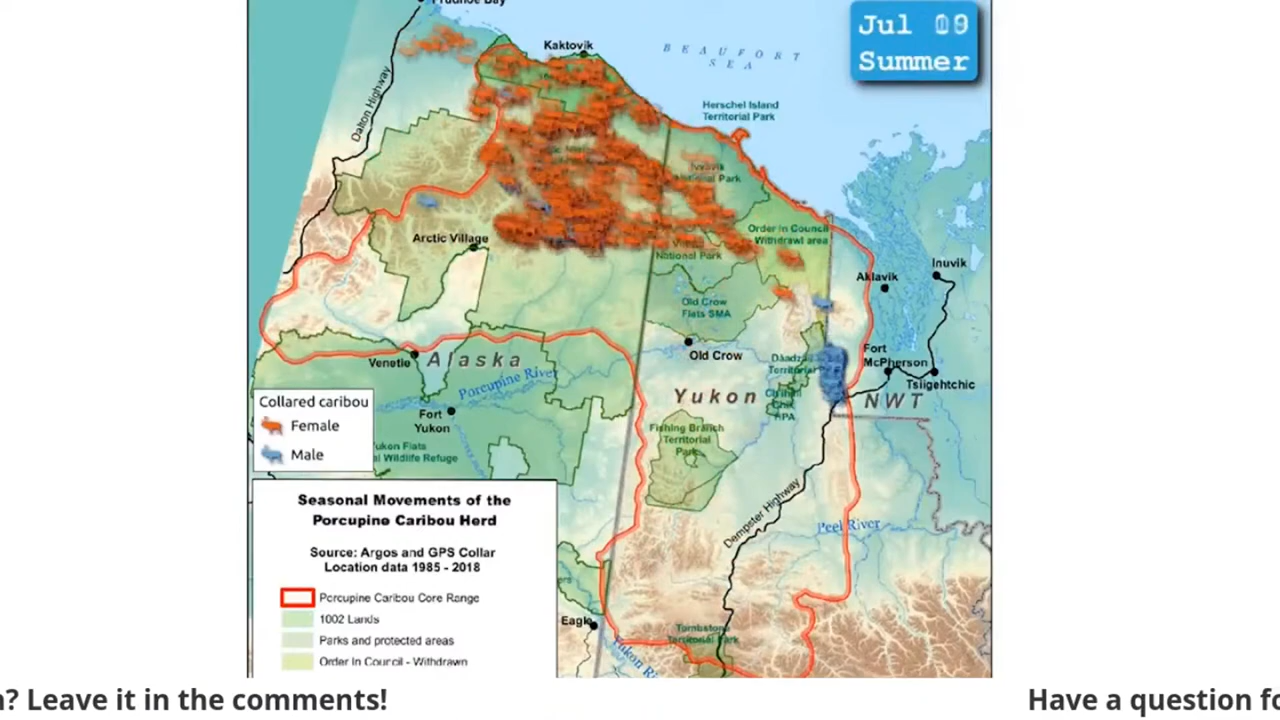 Prudhoe Bay
Jul 09
Summer
Kaktovik
BEAUFORT
SEA
Dalton Highway
Herschel Island
Territorial Park
Ivvavik
National Park
Order In Council
Withdrawl area
Arctic Village
National Park
Inuvik
Aklavik
Old Crow
Flats SMA
Old Crow
Fort
McPherson
Tsiigehtchic
Venetie
Alaska
Porcupine River
Yukon
NWT
Collared caribou
Female
Male
Fort
Yukon
Yukon Flats
Wildlife Refuge
Fishing Branch
Territorial
Park
Dempster Highway
Peel River
Seasonal Movements of the
Porcupine Caribou Herd
Source: Argos and GPS Collar
Location data 1985 - 2018
Porcupine Caribou Core Range
1002 Lands
Parks and protected areas
Order In Council - Withdrawn
Eagle
Tombstone
Territorial Park
Yukon Ri
n? Leave it in the comments!
Have a question fo